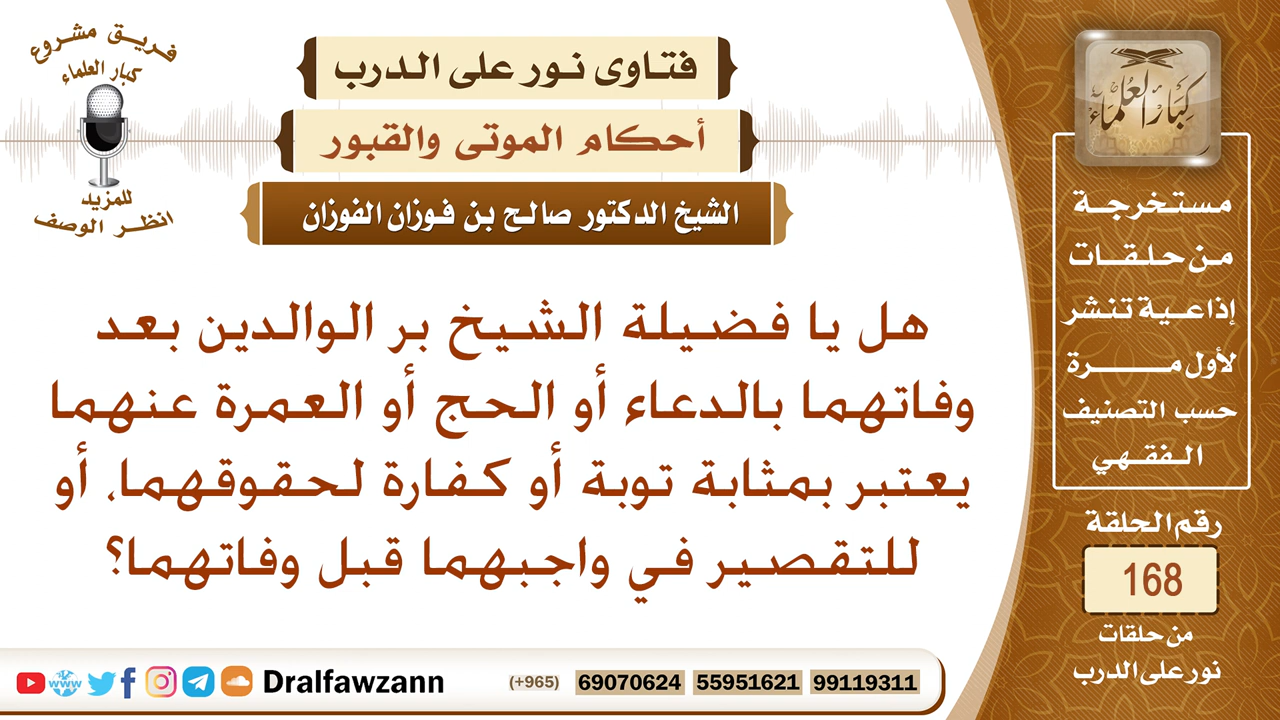 فريق مشروع
كبار العلماء
للمزيد
انظر الوصف
فتاوى نور على الدرب
أحكام الموتى والقبور
الشيخ الدكتور صالح بن فوزان الفوزان
هل يا فضيلة الشيخ بر الوالدين بعد
وفاتهما بالدعاء أو الحج أو العمرة عنهما
يعتبر بمثابة توبة أو كفارة لحقوقهما، أو
للتقصير في واجبهما قبل وفاتهما؟
كبار العلماء
مستخرجة
من حلقات
إذاعية تنشر
لأول مرة
حسب التصنيف
الفقهي
رقم الحلقة
168
من حلقات
نور على الدرب
www
Dralfawzann
(+965) 69070624 55951621 99119311